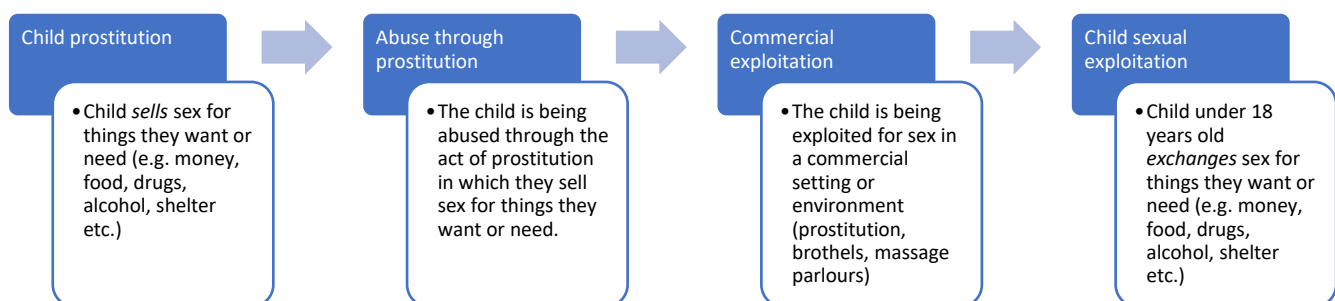 Child prostitution
•Child sells sex for
things they want or
need (e.g. money,
food, drugs,
alcohol, shelter
etc.)
Abuse through
prostitution
•The child is being
abused through the
act of prostitution
in which they sell
sex for things they
want or need.
Commercial
exploitation
•The child is being
exploited for sex in
a commercial
setting or
environment
(prostitution,
brothels, massage
parlours)
Child sexual
exploitation
•Child under 18
years old
exchanges sex for
things they want or
need (e.g. money,
food, drugs,
alcohol, shelter
etc.)